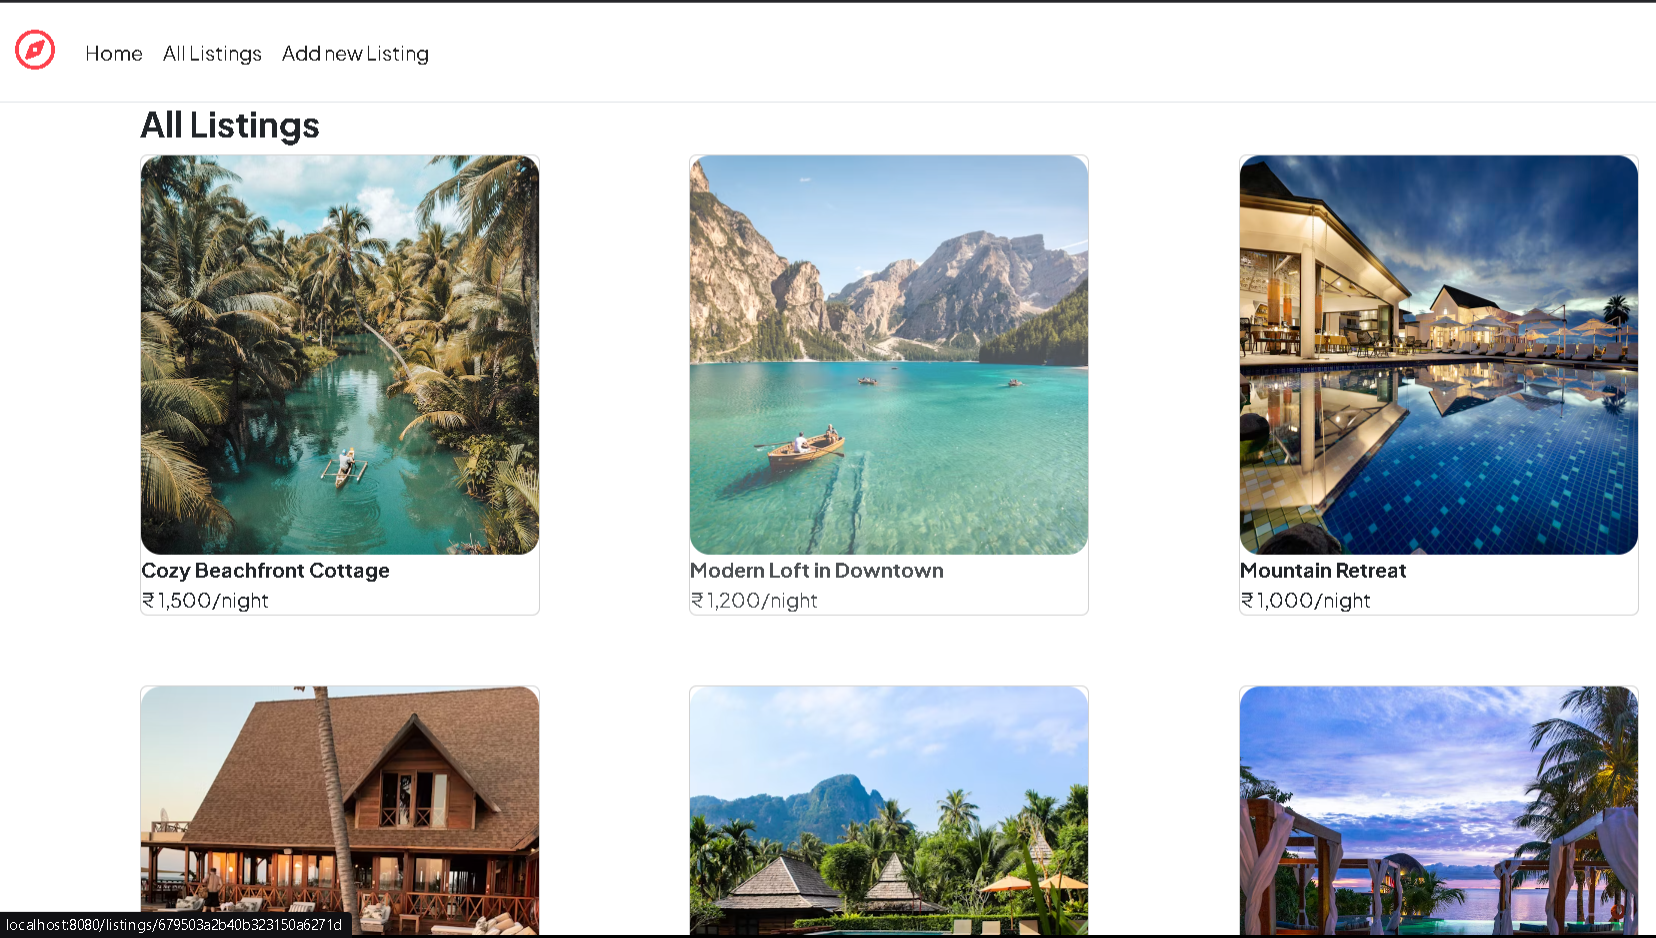 Home All Listings Add new Listing
All Listings
Cozy Beachfront Cottage
₹1,500/night
Modern Loft in Downtown
₹1,200/night
Mountain Retreat
₹1,000/night
localhost:8080/listings/679503a2b40b323150a6271d